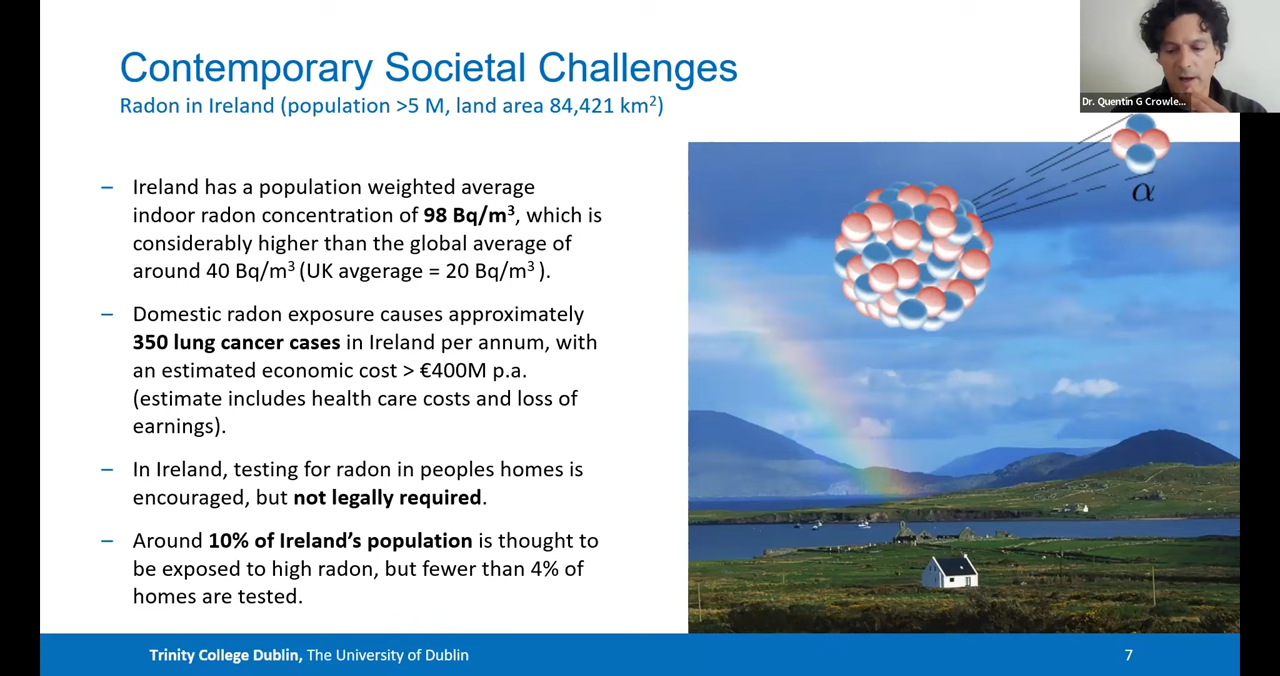 Contemporary Societal Challenges
Radon in Ireland (population >5 M, land area 84,421 km²)
Dr. Quentin G Crowle...
α
– Ireland has a population weighted average
indoor radon concentration of 98 Bq/m³, which is
considerably higher than the global average of
around 40 Bq/m³ (UK avgerage = 20 Bq/m³ ).
– Domestic radon exposure causes approximately
350 lung cancer cases in Ireland per annum, with
an estimated economic cost > €400M p.a.
(estimate includes health care costs and loss of
earnings).
– In Ireland, testing for radon in peoples homes is
encouraged, but not legally required.
– Around 10% of Ireland’s population is thought to
be exposed to high radon, but fewer than 4% of
homes are tested.
Trinity College Dublin, The University of Dublin
7